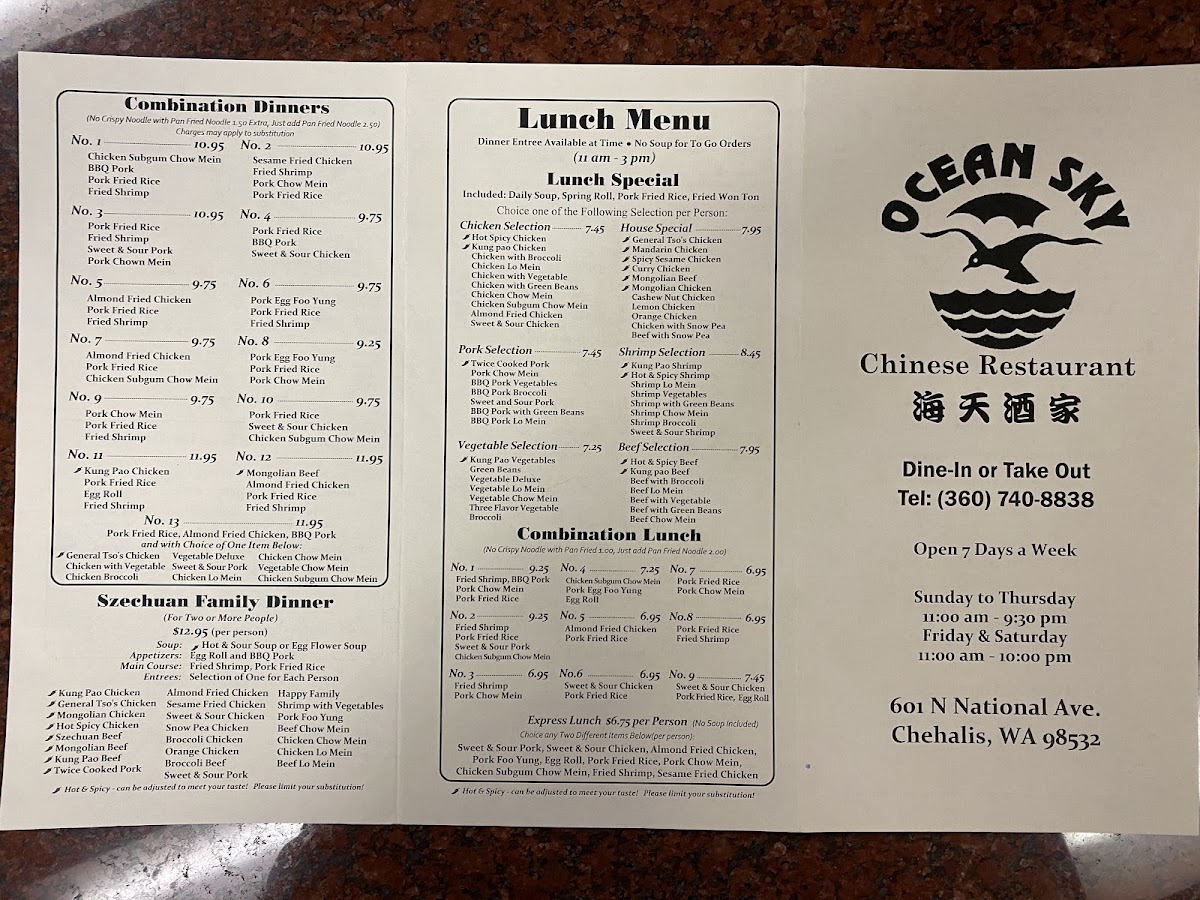 Combination Dinners
(No Crispy Noodle with Pan Fried Noodle 1.50 Extra, Just add Pan Fried Noodle 2.50)
Charges may apply to substitution
No. 1 10.95
Chicken Subgum Chow Mein
BBQ Pork
Pork Fried Rice
Fried Shrimp
No. 2 10.95
Sesame Fried Chicken
Fried Shrimp
Pork Chow Mein
Pork Fried Rice
No. 3 10.95
Pork Fried Rice
Fried Shrimp
Sweet & Sour Pork
Pork Chown Mein
No. 4 9.75
Pork Fried Rice
BBQ Pork
Sweet & Sour Chicken
No. 5 9.75
Almond Fried Chicken
Pork Fried Rice
Fried Shrimp
No. 6 9.75
Pork Egg Foo Yung
Pork Fried Rice
Fried Shrimp
No. 7 9.75
Almond Fried Chicken
Pork Fried Rice
Chicken Subgum Chow Mein
No. 8 9.25
Pork Egg Foo Yung
Pork Fried Rice
Pork Chow Mein
No. 9 9.75
Pork Chow Mein
Pork Fried Rice
Fried Shrimp
No. 10 9.75
Pork Fried Rice
Sweet & Sour Chicken
Chicken Subgum Chow Mein
No. 11 11.95
Kung Pao Chicken
Pork Fried Rice
Egg Roll
Fried Shrimp
No. 12 11.95
Mongolian Beef
Almond Fried Chicken
Pork Fried Rice
Fried Shrimp
No. 13 11.95
Pork Fried Rice, Almond Fried Chicken, BBQ Pork
and with Choice of One Item Below:
General Tso's Chicken Vegetable Deluxe Chicken Chow Mein
Chicken with Vegetable Sweet & Sour Pork Vegetable Chow Mein
Chicken Broccoli Chicken Lo Mein Chicken Subgum Chow Mein
Szechuan Family Dinner
(For Two or More People)
$12.95 (per person)
Soup: Hot & Sour Soup or Egg Flower Soup
Appetizers: Egg Roll and BBQ Pork
Main Course: Fried Shrimp, Pork Fried Rice
Entrees: Selection of One for Each Person
Kung Pao Chicken
General Tso's Chicken
Mongolian Chicken
Hot Spicy Chicken
Szechuan Beef
Mongolian Beef
Kung Pao Beef
Twice Cooked Pork
Almond Fried Chicken
Sesame Fried Chicken
Sweet & Sour Chicken
Snow Pea Chicken
Broccoli Chicken
Orange Chicken
Broccoli Beef
Sweet & Sour Pork
Happy Family
Shrimp with Vegetables
Pork Foo Yung
Beef Chow Mein
Chicken Chow Mein
Chicken Lo Mein
Beef Lo Mein
Hot & Spicy - can be adjusted to meet your taste! Please limit your substitution!
Lunch Menu
Dinner Entree Available at Time • No Soup for To Go Orders
(11 am - 3 pm)
Lunch Special
Included: Daily Soup, Spring Roll, Pork Fried Rice, Fried Won Ton
Choice one of the Following Selection per Person:
Chicken Selection 7.45
Hot Spicy Chicken
Kung pao Chicken
Chicken with Broccoli
Chicken Lo Mein
Chicken with Vegetable
Chicken with Green Beans
Chicken Chow Mein
Chicken Subgum Chow Mein
Almond Fried Chicken
Sweet & Sour Chicken
House Special 7.95
General Tso's Chicken
Mandarin Chicken
Spicy Sesame Chicken
Curry Chicken
Mongolian Beef
Mongolian Chicken
Cashew Nut Chicken
Lemon Chicken
Orange Chicken
Chicken with Snow Pea
Beef with Snow Pea
Pork Selection 7.45
Twice Cooked Pork
Pork Chow Mein
BBQ Pork Vegetables
BBQ Pork Broccoli
Sweet and Sour Pork
BBQ Pork with Green Beans
BBQ Pork Lo Mein
Shrimp Selection 8.45
Kung Pao Shrimp
Hot & Spicy Shrimp
Shrimp Lo Mein
Shrimp Vegetables
Shrimp with Green Beans
Shrimp Chow Mein
Shrimp Broccoli
Sweet & Sour Shrimp
Vegetable Selection 7.25
Kung Pao Vegetables
Green Beans
Vegetable Deluxe
Vegetable Lo Mein
Vegetable Chow Mein
Three Flavor Vegetable
Broccoli
Beef Selection 7.95
Hot & Spicy Beef
Kung pao Beef
Beef with Broccoli
Beef Lo Mein
Beef with Vegetable
Beef with Green Beans
Beef Chow Mein
Combination Lunch
(No Crispy Noodle with Pan Fried 1.00, Just add Pan Fried Noodle 2.00)
No. 1 9.25
Fried Shrimp, BBQ Pork
Pork Chow Mein
Pork Fried Rice
No. 4 7.25
Chicken Subgum Chow Mein
Pork Egg Foo Yung
Egg Roll
No. 7 6.95
Pork Fried Rice
Pork Chow Mein
No. 2 9.25
Fried Shrimp
Pork Fried Rice
Sweet & Sour Pork
Chicken Subgum Chow Mein
No. 5 6.95
Almond Fried Chicken
Pork Fried Rice
No.8 6.95
Pork Fried Rice
Fried Shrimp
No. 3 6.95
Fried Shrimp
Pork Chow Mein
No.6 6.95
Sweet & Sour Chicken
Pork Fried Rice
No. 9 7.45
Sweet & Sour Chicken
Pork Fried Rice, Egg Roll
Express Lunch $6.75 per Person (No Soup Included)
Choice any Two Different Items Below(per person):
Sweet & Sour Pork, Sweet & Sour Chicken, Almond Fried Chicken,
Pork Foo Yung, Egg Roll, Pork Fried Rice, Pork Chow Mein,
Chicken Subgum Chow Mein, Fried Shrimp, Sesame Fried Chicken
Hot & Spicy - can be adjusted to meet your taste! Please limit your substitution!
OCEAN SKY
Chinese Restaurant
海天酒家
Dine-In or Take Out
Tel: (360) 740-8838
Open 7 Days a Week
Sunday to Thursday
11:00 am - 9:30 pm
Friday & Saturday
11:00 am - 10:00 pm
601 N National Ave.
Chehalis, WA 98532